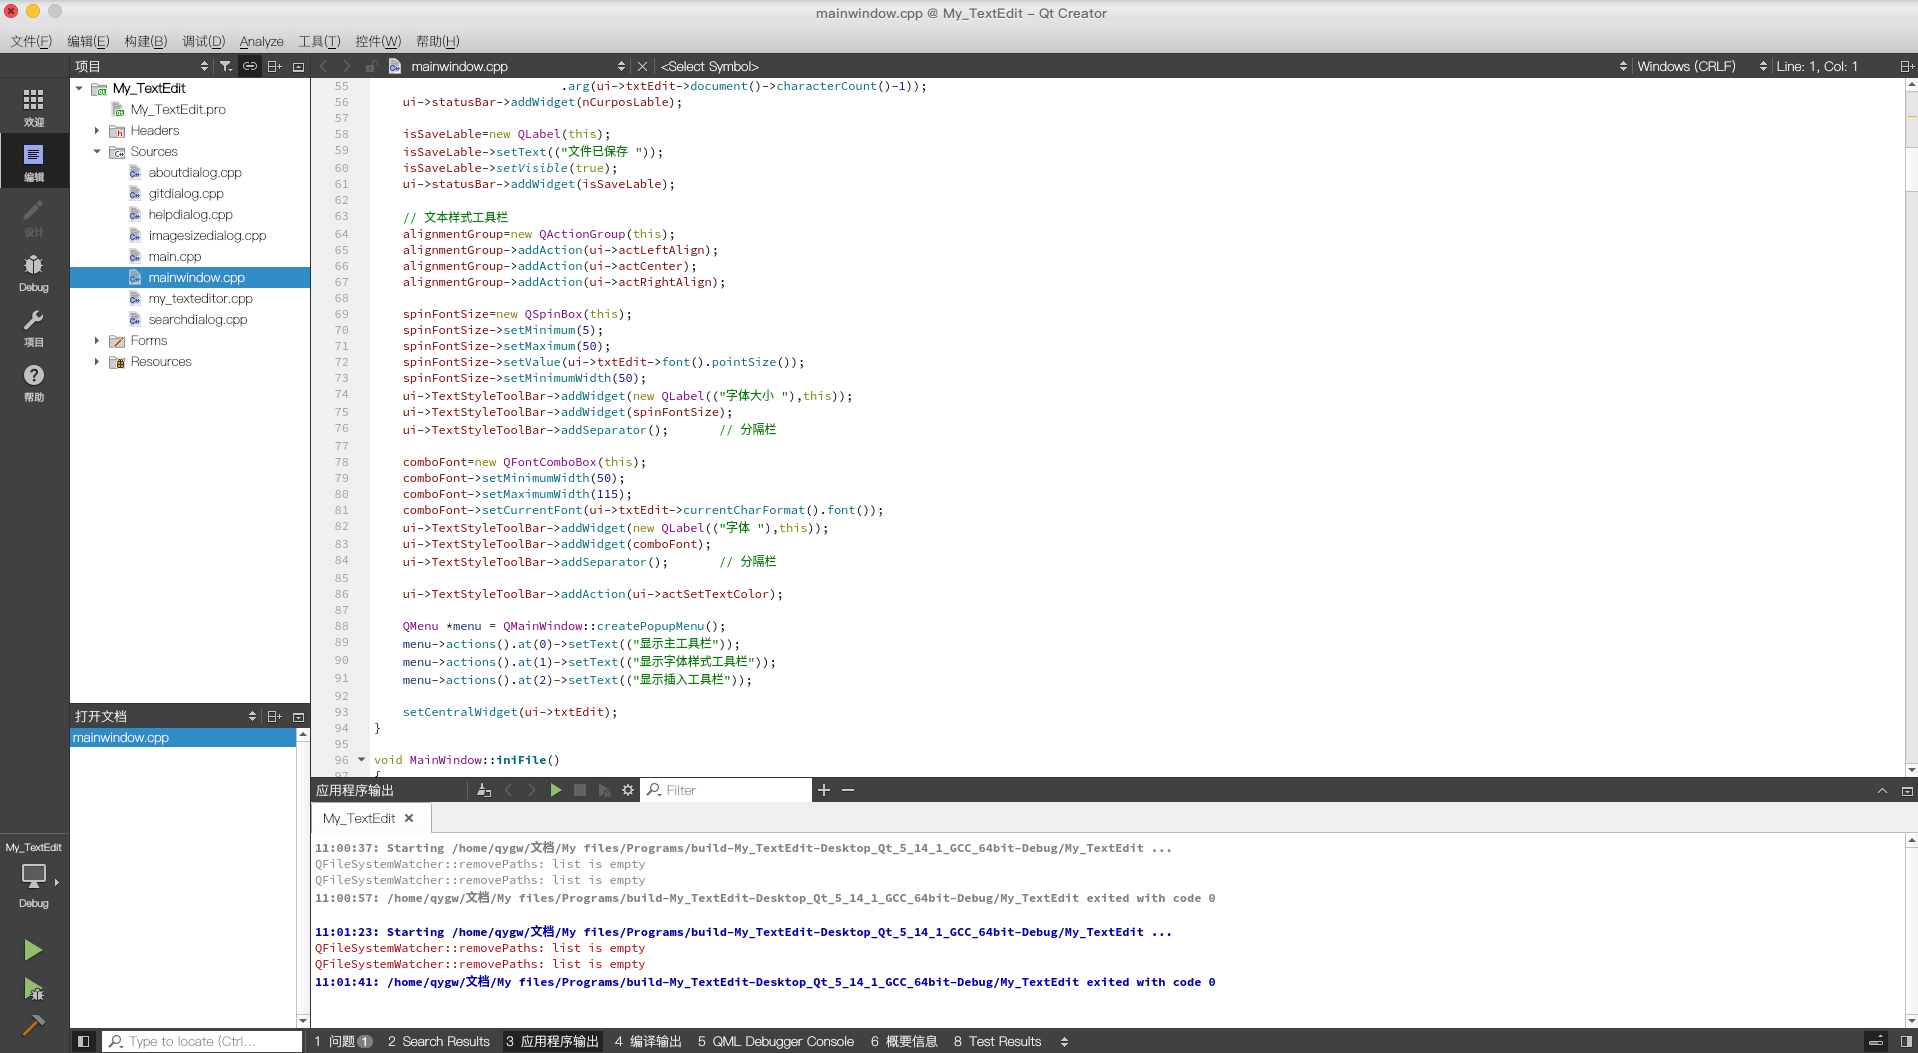 mainwindow.cpp @ My_TextEdit - Qt Creator
文件(F) 编辑(E) 构建(B) 调试(D) Analyze 工具(T) 控件(W) 帮助(H)
项目
mainwindow.cpp
<Select Symbol>
Windows (CRLF)
Line: 1, Col: 1
欢迎
编辑
设计
Debug
项目
帮助
My_TextEdit
My_TextEdit.pro
Headers
Sources
aboutdialog.cpp
gitdialog.cpp
helpdialog.cpp
imagesizedialog.cpp
main.cpp
mainwindow.cpp
my_texteditor.cpp
searchdialog.cpp
Forms
Resources
打开文档
mainwindow.cpp
55 .arg(ui->txtEdit->document()->characterCount()-1));
56 ui->statusBar->addWidget(nCurposLable);
57
58 isSaveLable=new QLabel(this);
59 isSaveLable->setText(("文件已保存 "));
60 isSaveLable->setVisible(true);
61 ui->statusBar->addWidget(isSaveLable);
62
63 // 文本样式工具栏
64 alignmentGroup=new QActionGroup(this);
65 alignmentGroup->addAction(ui->actLeftAlign);
66 alignmentGroup->addAction(ui->actCenter);
67 alignmentGroup->addAction(ui->actRightAlign);
68
69 spinFontSize=new QSpinBox(this);
70 spinFontSize->setMinimum(5);
71 spinFontSize->setMaximum(50);
72 spinFontSize->setValue(ui->txtEdit->font().pointSize());
73 spinFontSize->setMinimumWidth(50);
74 ui->TextStyleToolBar->addWidget(new QLabel(("字体大小 "),this));
75 ui->TextStyleToolBar->addWidget(spinFontSize);
76 ui->TextStyleToolBar->addSeparator(); // 分隔栏
77
78 comboFont=new QFontComboBox(this);
79 comboFont->setMinimumWidth(50);
80 comboFont->setMaximumWidth(115);
81 comboFont->setCurrentFont(ui->txtEdit->currentCharFormat().font());
82 ui->TextStyleToolBar->addWidget(new QLabel(("字体 "),this));
83 ui->TextStyleToolBar->addWidget(comboFont);
84 ui->TextStyleToolBar->addSeparator(); // 分隔栏
85
86 ui->TextStyleToolBar->addAction(ui->actSetTextColor);
87
88 QMenu *menu = QMainWindow::createPopupMenu();
89 menu->actions().at(0)->setText(("显示主工具栏"));
90 menu->actions().at(1)->setText(("显示字体样式工具栏"));
91 menu->actions().at(2)->setText(("显示插入工具栏"));
92
93 setCentralWidget(ui->txtEdit);
94 }
95
96 void MainWindow::iniFile()
97 {
应用程序输出
Filter
My_TextEdit
11:00:37: Starting /home/qygw/文档/My files/Programs/build-My_TextEdit-Desktop_Qt_5_14_1_GCC_64bit-Debug/My_TextEdit ...
QFileSystemWatcher::removePaths: list is empty
QFileSystemWatcher::removePaths: list is empty
11:00:57: /home/qygw/文档/My files/Programs/build-My_TextEdit-Desktop_Qt_5_14_1_GCC_64bit-Debug/My_TextEdit exited with code 0
11:01:23: Starting /home/qygw/文档/My files/Programs/build-My_TextEdit-Desktop_Qt_5_14_1_GCC_64bit-Debug/My_TextEdit ...
QFileSystemWatcher::removePaths: list is empty
QFileSystemWatcher::removePaths: list is empty
11:01:41: /home/qygw/文档/My files/Programs/build-My_TextEdit-Desktop_Qt_5_14_1_GCC_64bit-Debug/My_TextEdit exited with code 0
My_TextEdit
Debug
Type to locate (Ctrl...
1 问题 1 2 Search Results 3 应用程序输出 4 编译输出 5 QML Debugger Console 6 概要信息 8 Test Results